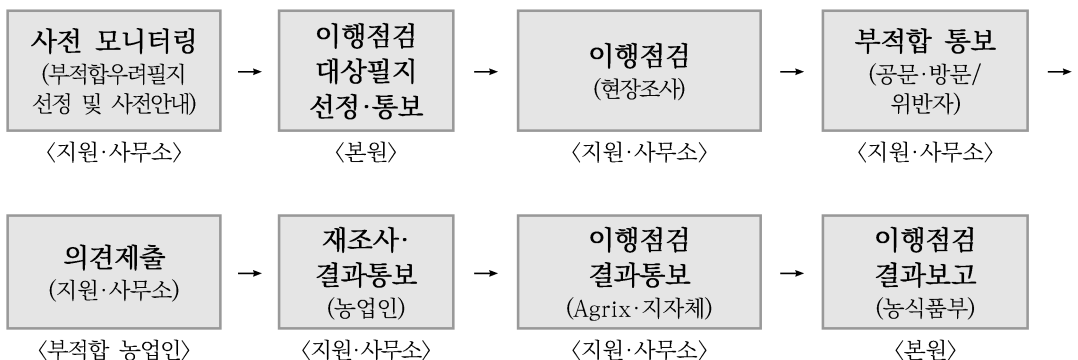 사전 모니터링
(부적합우려필지
선정 및 사전안내)
〈지원·사무소〉
이행점검
대상필지
선정·통보
〈본원〉
이행점검
(현장조사)
〈지원·사무소〉
부적합 통보
(공문·방문/
위반자)
〈지원·사무소〉
의견제출
(지원·사무소)
〈부적합 농업인〉
재조사·
결과통보
(농업인)
〈지원·사무소〉
이행점검
결과통보
(Agrix·지자체)
〈지원·사무소〉
이행점검
결과보고
(농식품부)
〈본원〉